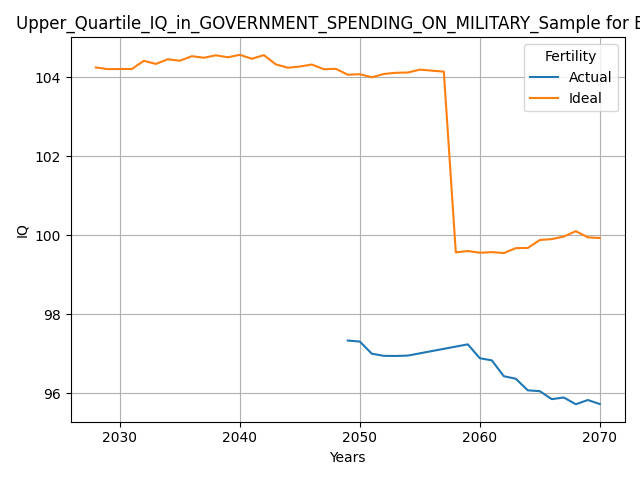 Upper_Quartile_IQ_in_GOVERNMENT_SPENDING_ON_MILITARY_Sample for
Fertility
Actual
Ideal
104
102
100
98
96
IQ
2030 2040 2050 2060 2070
Years